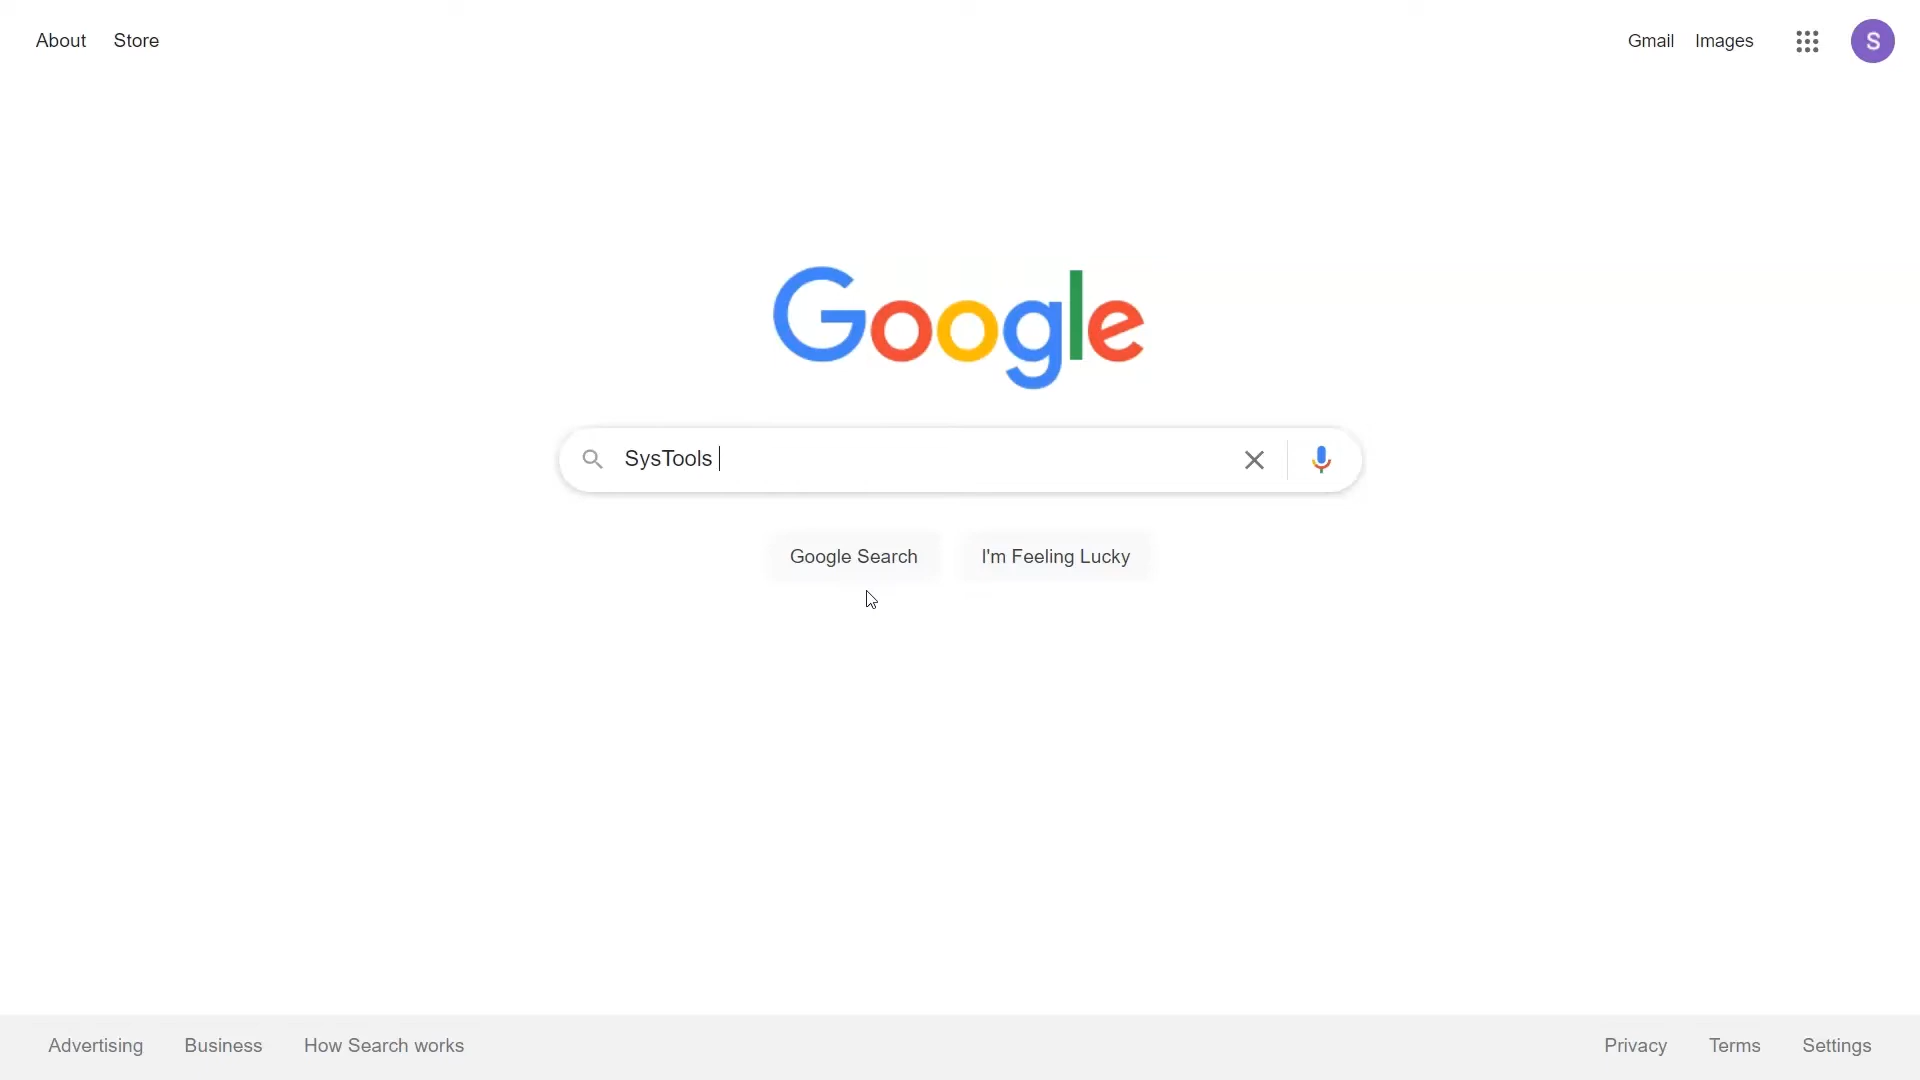 About Store
Gmail Images
S
Google
SysTools
Google Search I'm Feeling Lucky
Advertising Business How Search works
Privacy Terms Settings